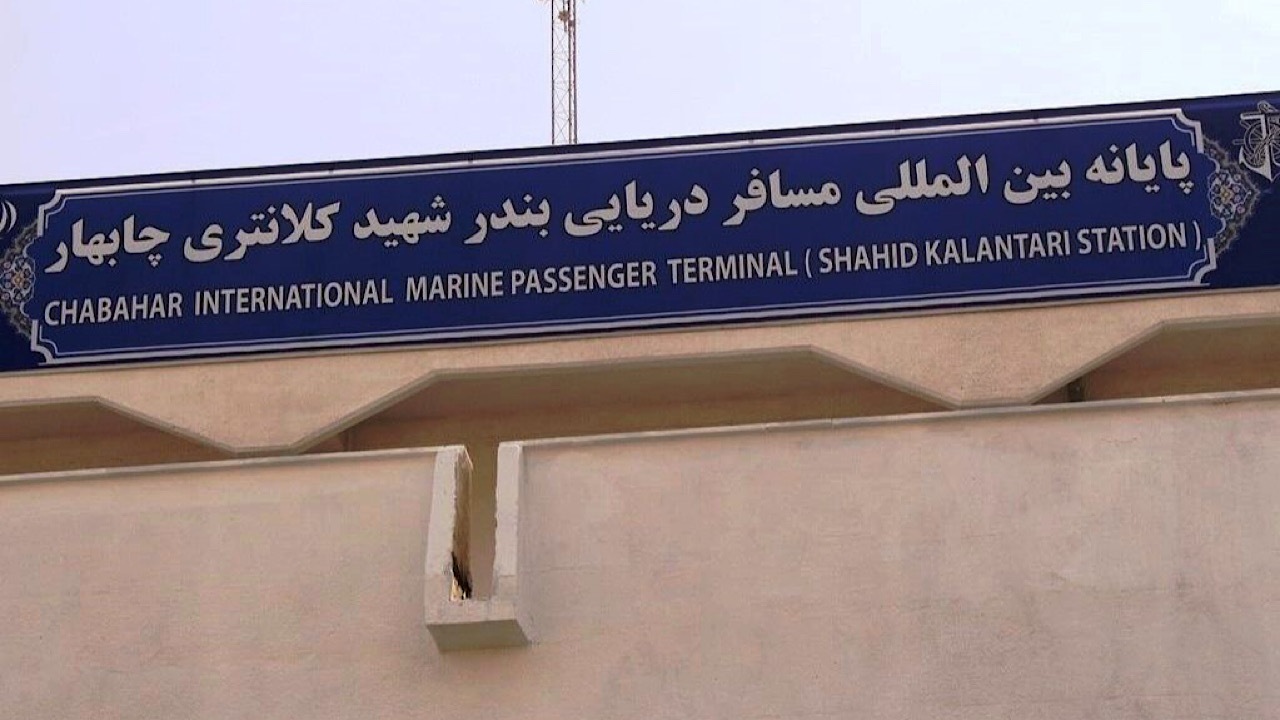 پایانه بین المللی مسافر دریایی بندر شهید کلانتری چابهار
CHABAHAR INTERNATIONAL MARINE PASSENGER TERMINAL ( SHAHID KALANTARI STATION )